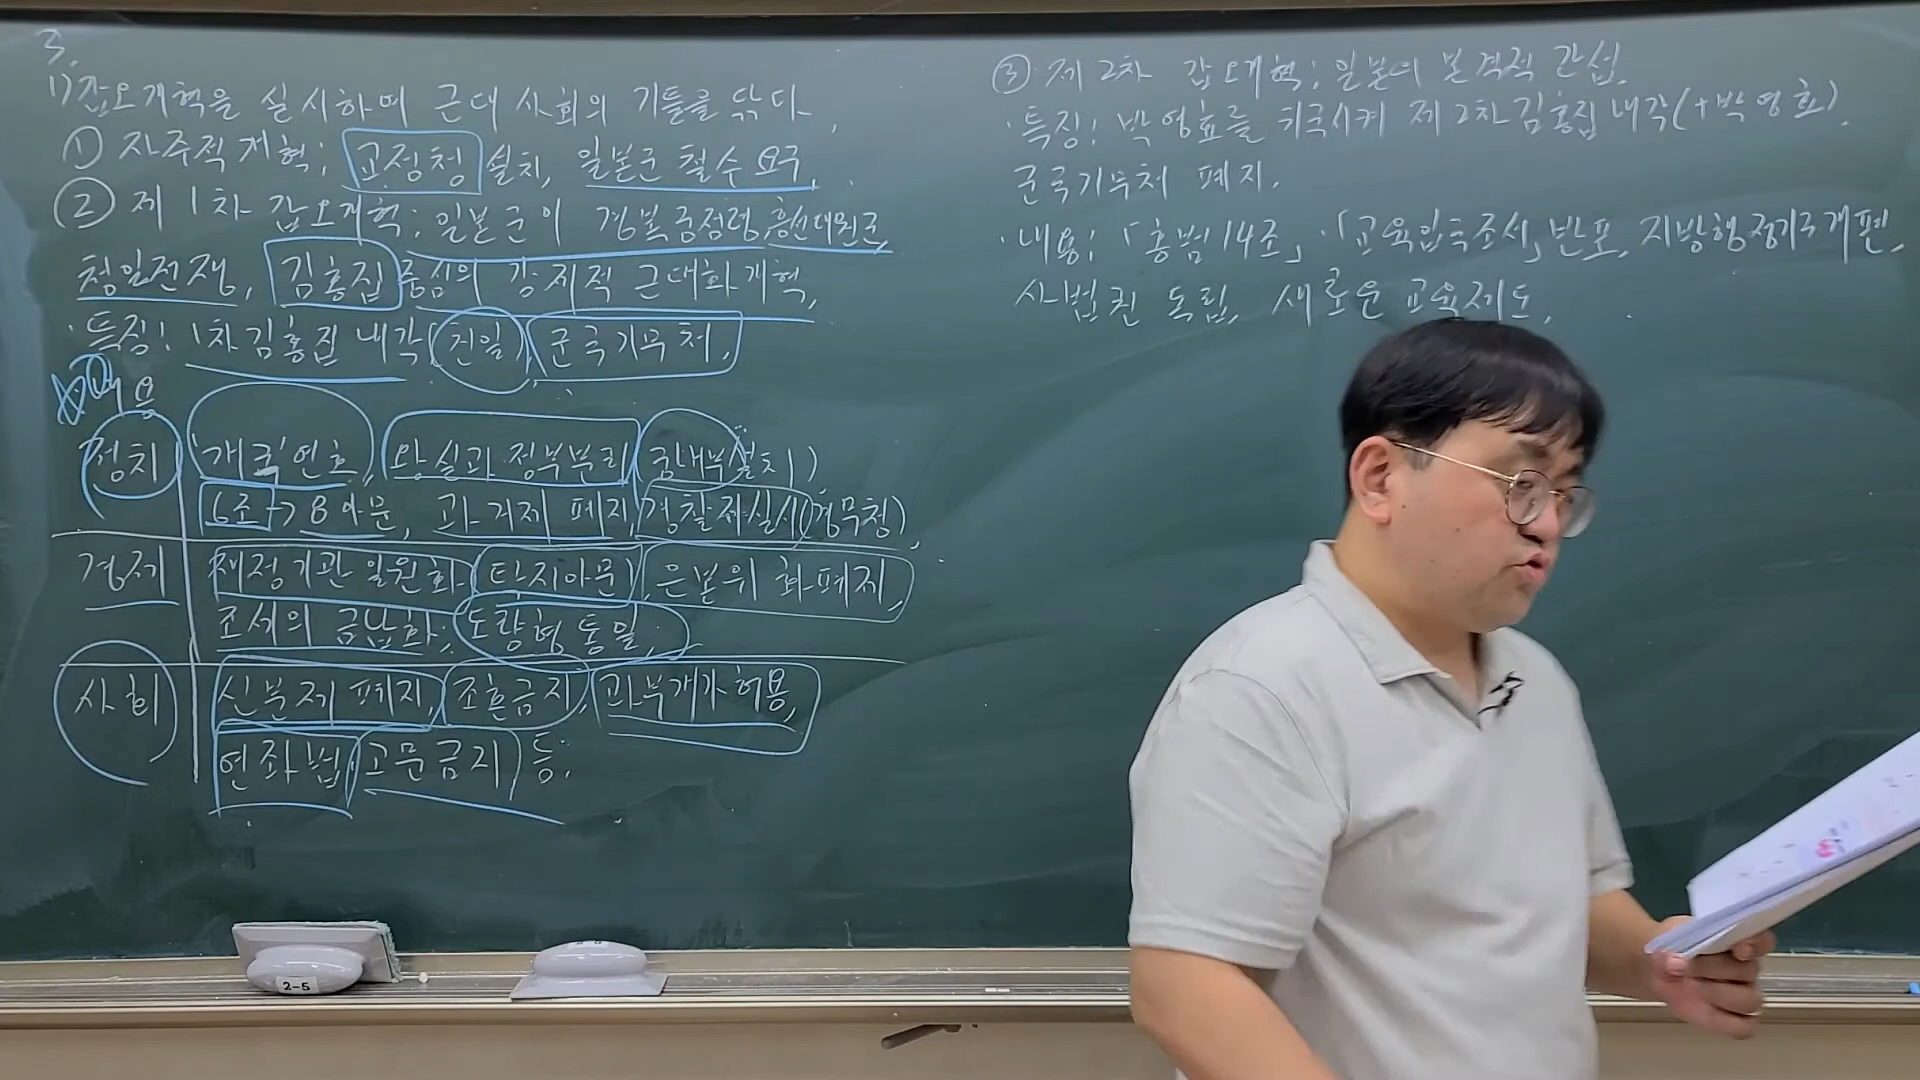 3.
1) 갑오개혁을 실시하며 근대 사회의 기틀을 닦다.
① 자주적 개혁; 교정청 설치, 일본군 철수 요구.
② 제 1차 갑오개혁; 일본군이 경복궁점령, 흥선대원군,
청일전쟁, 김홍집 중심의 강제적 근대화 개혁,
· 특징! 1차 김홍집 내각(친일), 군국기무처,
내용
정치 '개국' 연호, 왕실과 정부분리(궁내부 설치)
6조->8아문, 과거제 폐지, 경찰제실시(경무청),
경제 재정기관 일원화(탁지아문), 은본위 화폐제,
조세의 금납화, 도량형 통일,
사회 신분제 폐지, 조혼금지, 과부개가 허용,
연좌법, 고문금지 등.
③ 제 2차 갑오개혁; 일본의 본격적 간섭.
· 특징! 박영효를 귀국시켜 제 2차 김홍집 내각(+박영효).
군국기무처 폐지.
· 내용; 「홍범14조」·「교육입국조서」 반포, 지방행정기구개편,
사법권 독립, 새로운 교육제도.
2-5